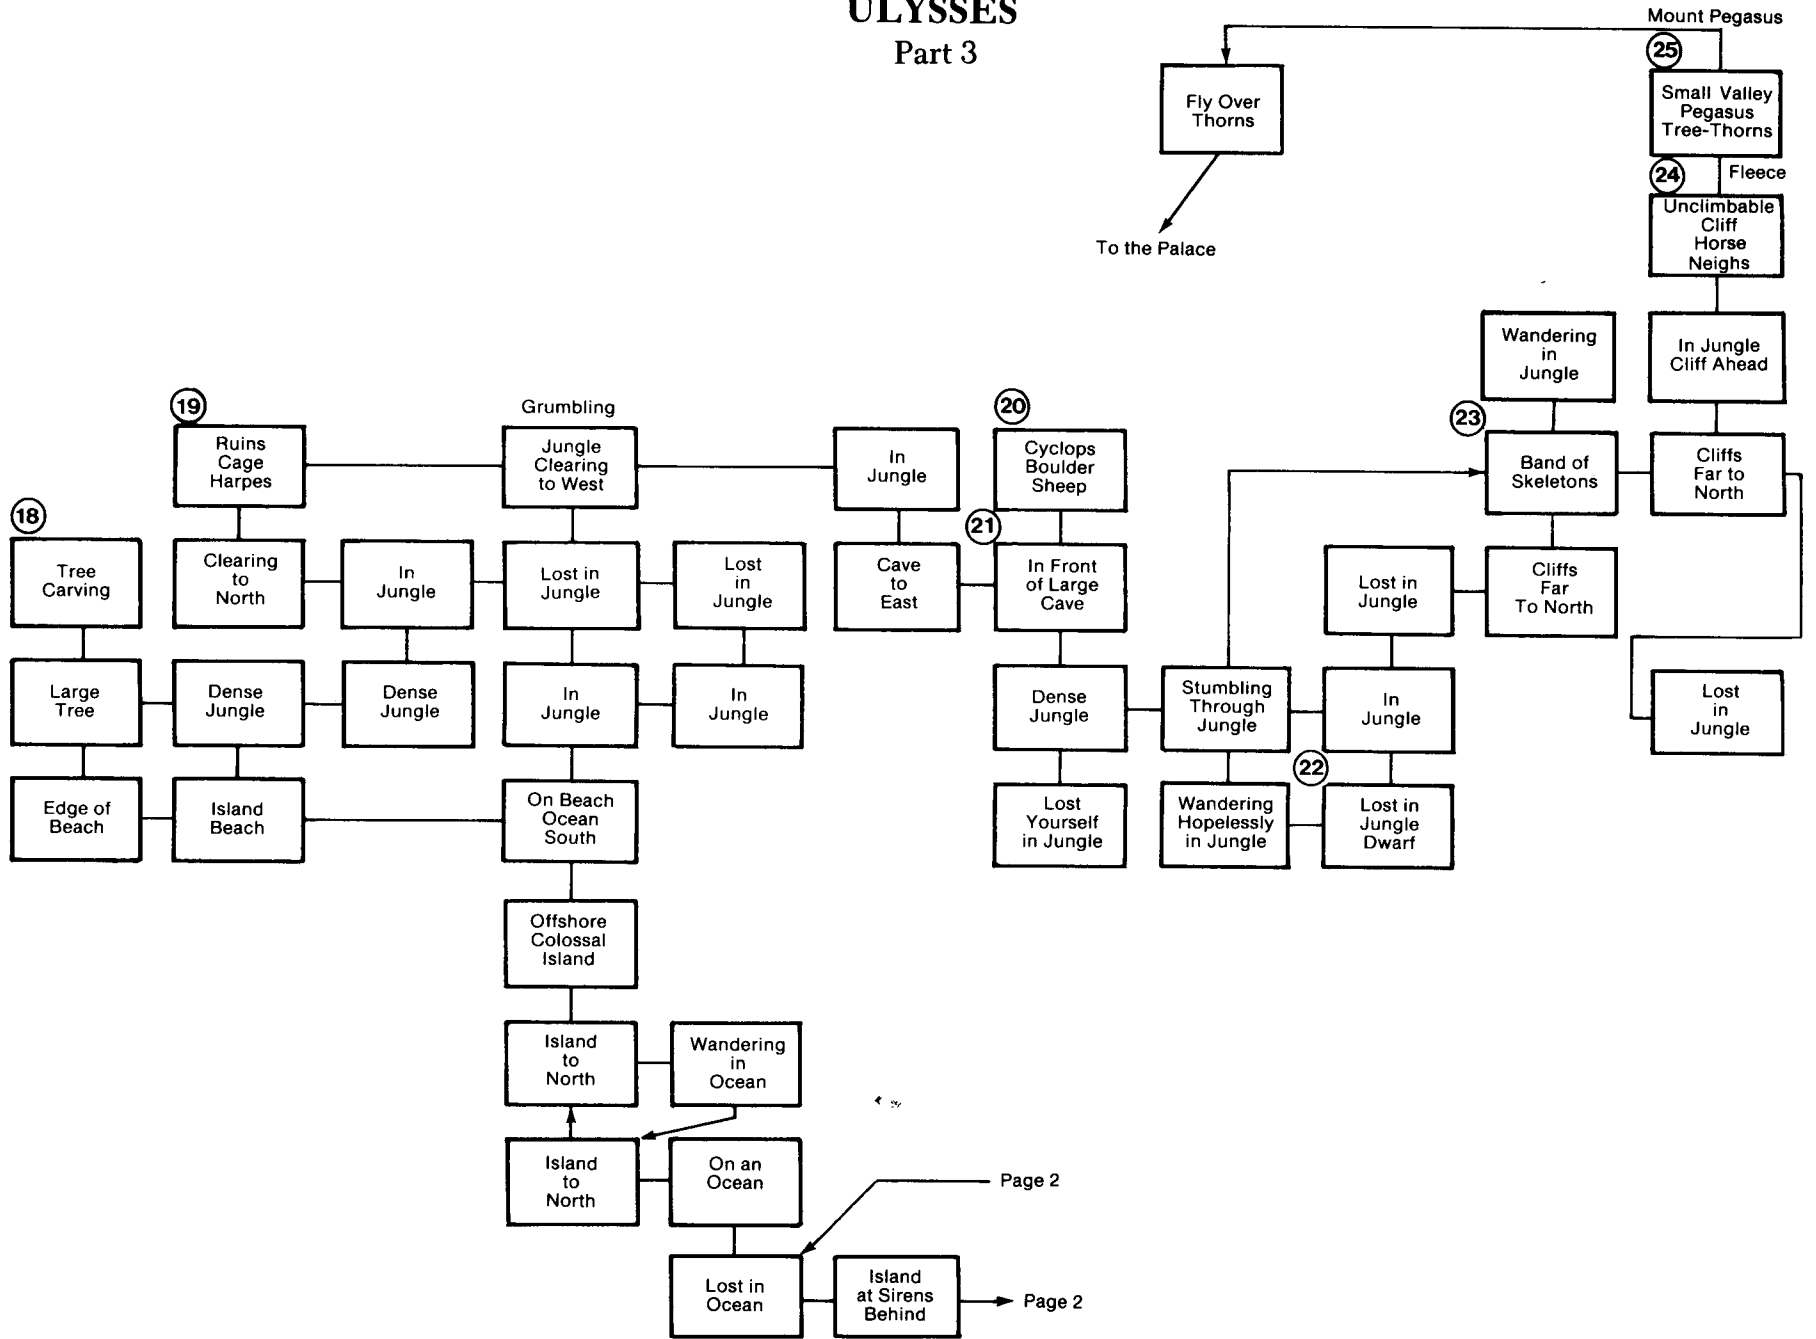 ULYSSES
Part 3
Mount Pegasus
25
Fly Over
Thorns
Small Valley
Pegasus
Tree-Thorns
24
Fleece
Unclimbable
Cliff
Horse
Neighs
To the Palace
Wandering
in
Jungle
In Jungle
Cliff Ahead
19
Grumbling
20
23
Ruins
Cage
Harpes
Jungle
Clearing
to West
In
Jungle
Cyclops
Boulder
Sheep
Band of
Skeletons
Cliffs
Far to
North
18
21
Tree
Carving
Clearing
to
North
In
Jungle
Lost in
Jungle
Lost
in
Jungle
Cave
to
East
In Front
of Large
Cave
Lost in
Jungle
Cliffs
Far
To North
Large
Tree
Dense
Jungle
Dense
Jungle
In
Jungle
In
Jungle
Dense
Jungle
Stumbling
Through
Jungle
In
Jungle
Lost
in
Jungle
22
Edge of
Beach
Island
Beach
On Beach
Ocean
South
Lost
Yourself
in Jungle
Wandering
Hopelessly
in Jungle
Lost in
Jungle
Dwarf
Offshore
Colossal
Island
Island
to
North
Wandering
in
Ocean
Island
to
North
On an
Ocean
Page 2
Lost in
Ocean
Island
at Sirens
Behind
Page 2